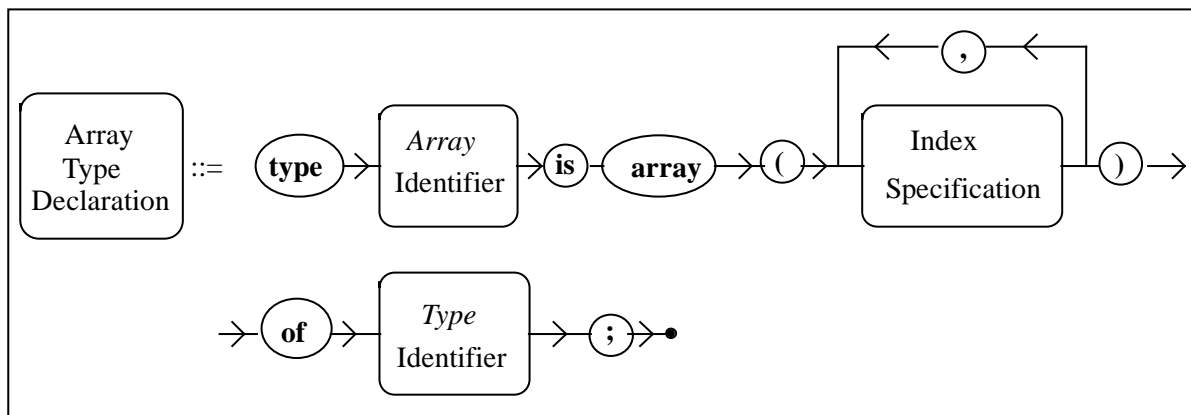 ,
Array
Type
Declaration
::=
type
Array
Identifier
is
array
(
Index
Specification
)
of
Type
Identifier
;